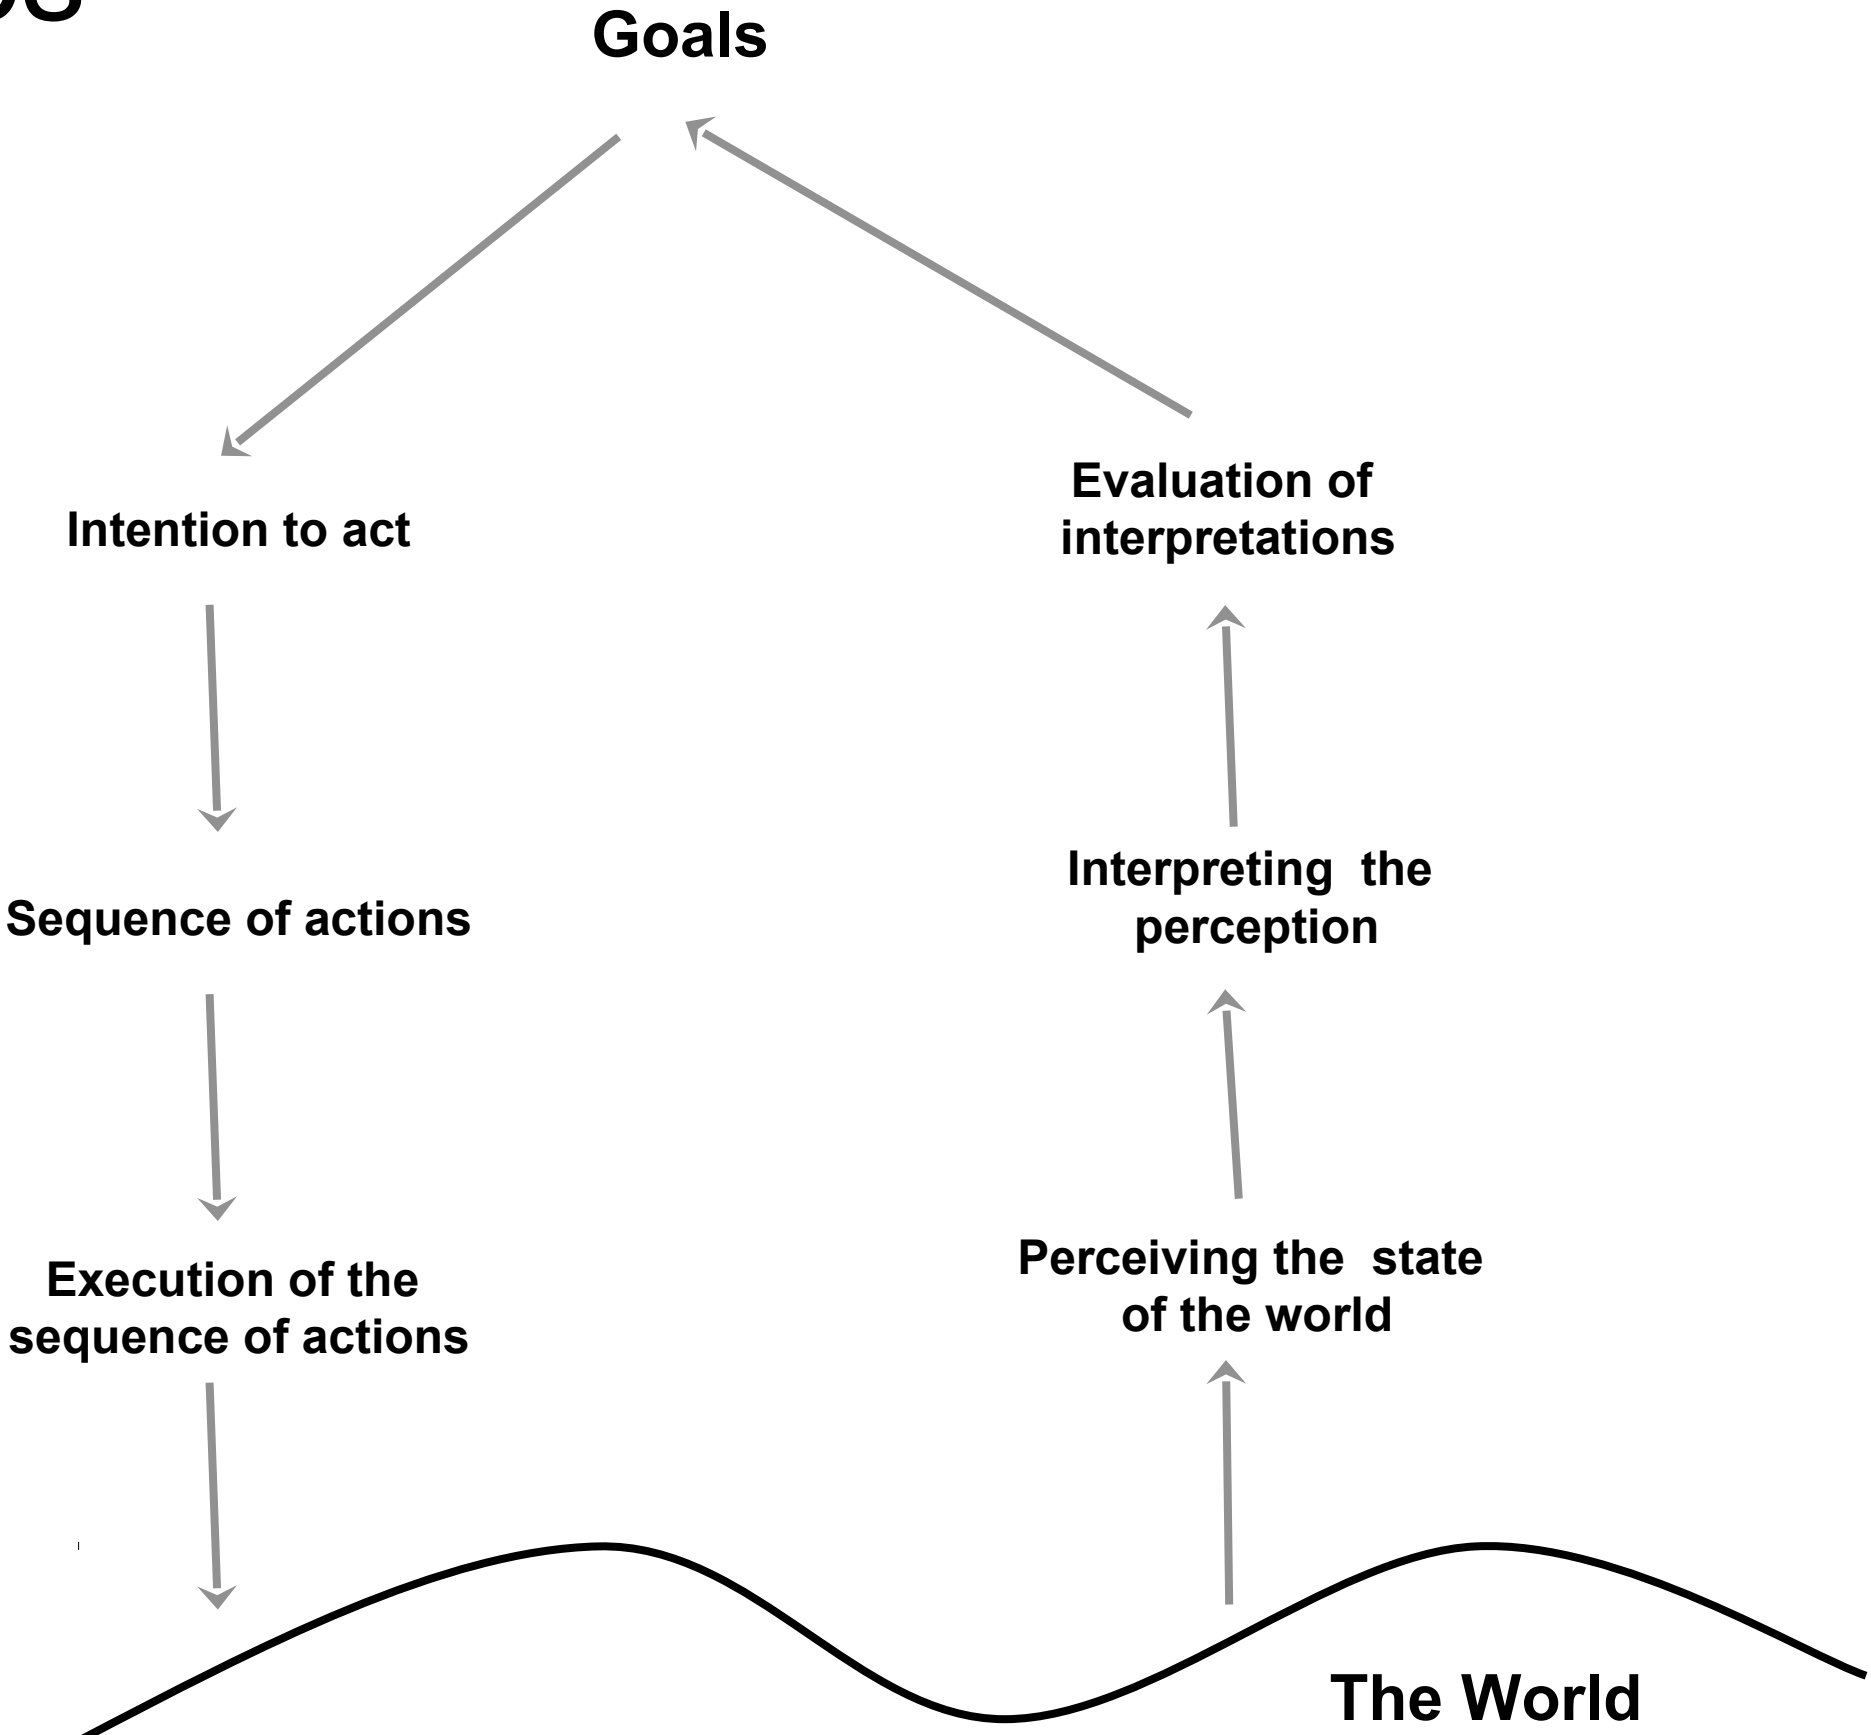 Goals
Intention to act
Evaluation of
interpretations
Sequence of actions
Interpreting the
perception
Execution of the
sequence of actions
Perceiving the state
of the world
The World